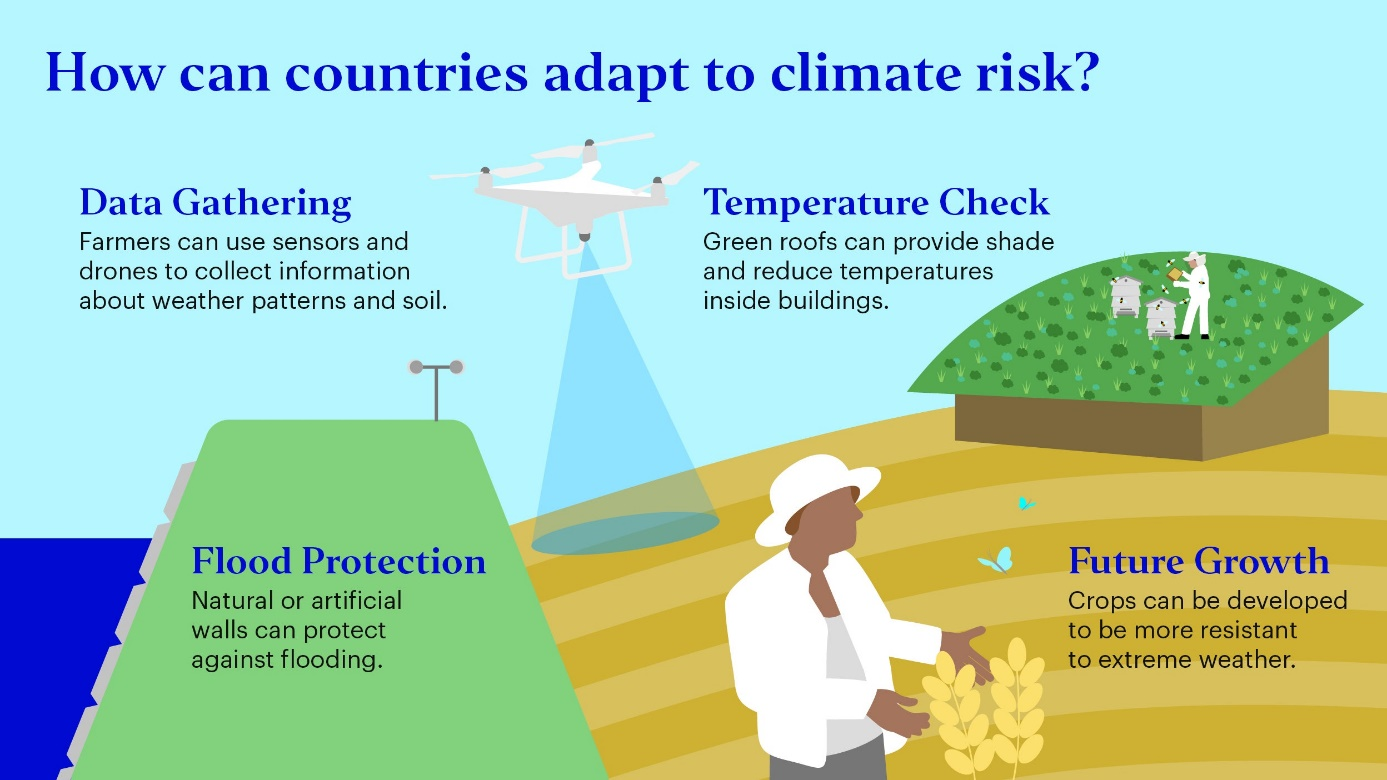 How can countries adapt to climate risk?
Data Gathering
Farmers can use sensors and
drones to collect information
about weather patterns and soil.
Temperature Check
Green roofs can provide shade
and reduce temperatures
inside buildings.
Flood Protection
Natural or artificial
walls can protect
against flooding.
Future Growth
Crops can be developed
to be more resistant
to extreme weather.